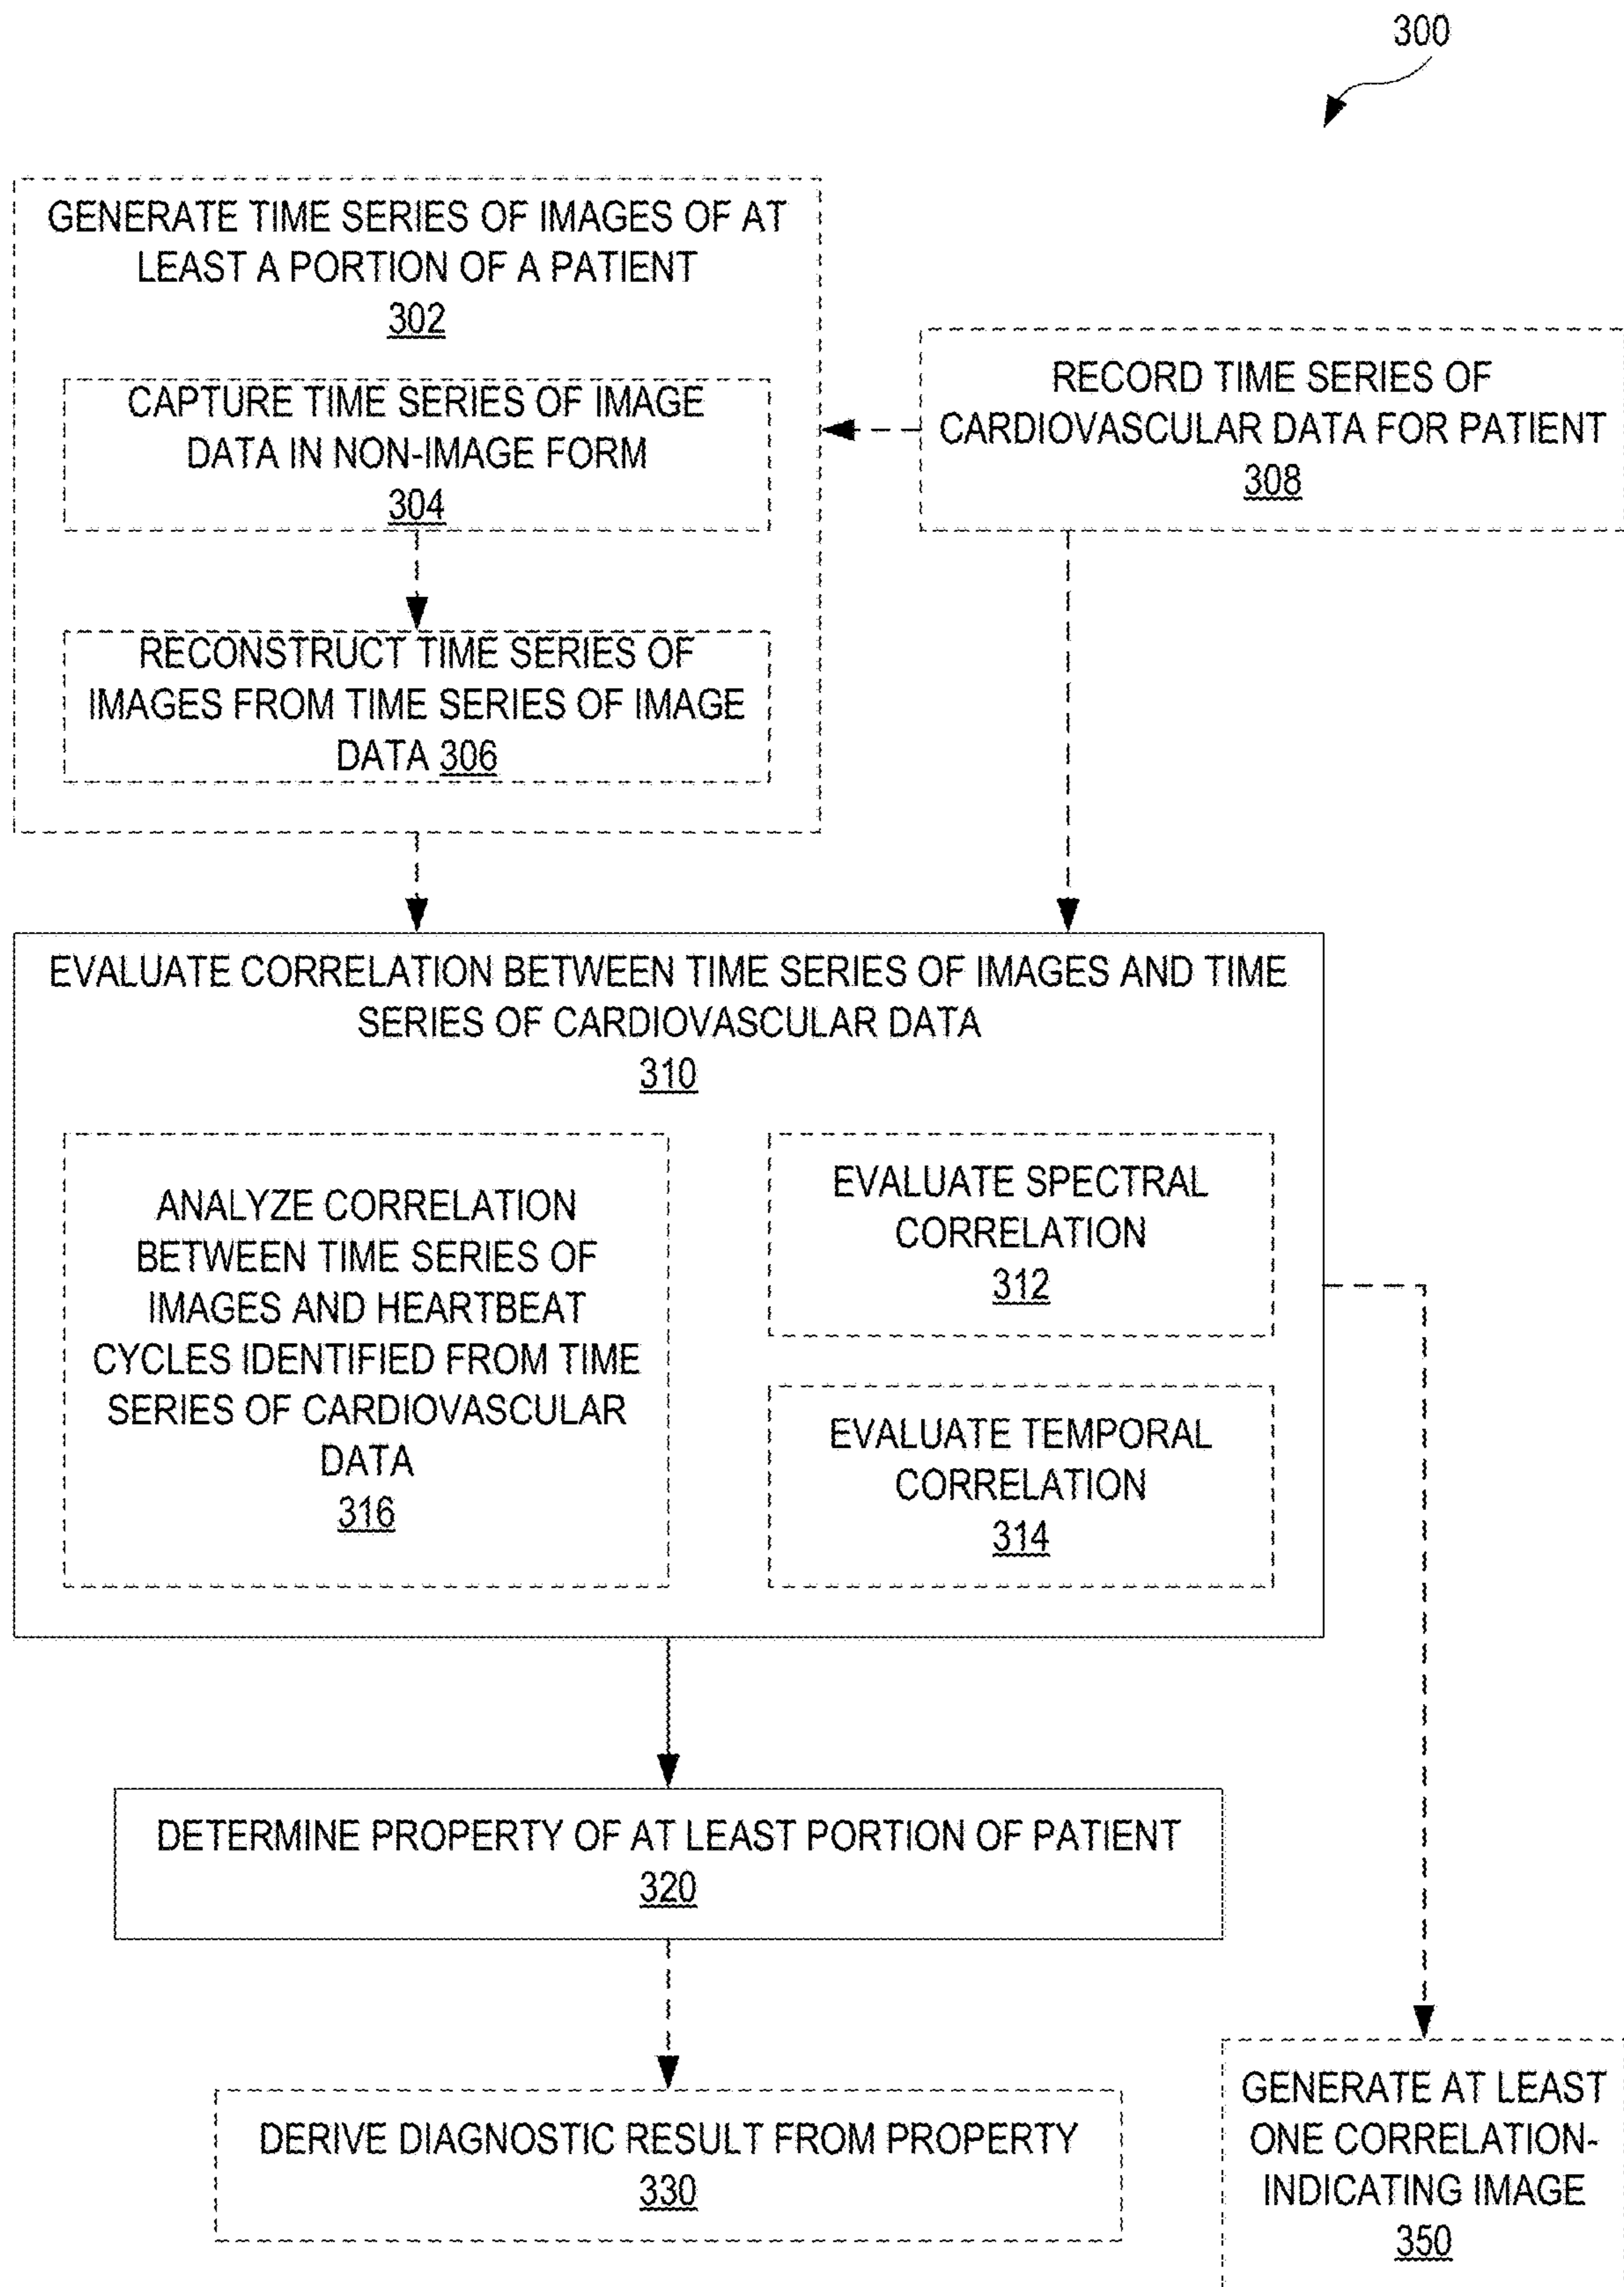 300
GENERATE TIME SERIES OF IMAGES OF AT
LEAST A PORTION OF A PATIENT
302
CAPTURE TIME SERIES OF IMAGE
DATA IN NON-IMAGE FORM
304
RECONSTRUCT TIME SERIES OF
IMAGES FROM TIME SERIES OF IMAGE
DATA 306
RECORD TIME SERIES OF
CARDIOVASCULAR DATA FOR PATIENT
308
EVALUATE CORRELATION BETWEEN TIME SERIES OF IMAGES AND TIME
SERIES OF CARDIOVASCULAR DATA
310
ANALYZE CORRELATION
BETWEEN TIME SERIES OF
IMAGES AND HEARTBEAT
CYCLES IDENTIFIED FROM TIME
SERIES OF CARDIOVASCULAR
DATA
316
EVALUATE SPECTRAL
CORRELATION
312
EVALUATE TEMPORAL
CORRELATION
314
DETERMINE PROPERTY OF AT LEAST PORTION OF PATIENT
320
DERIVE DIAGNOSTIC RESULT FROM PROPERTY
330
GENERATE AT LEAST
ONE CORRELATION-
INDICATING IMAGE
350